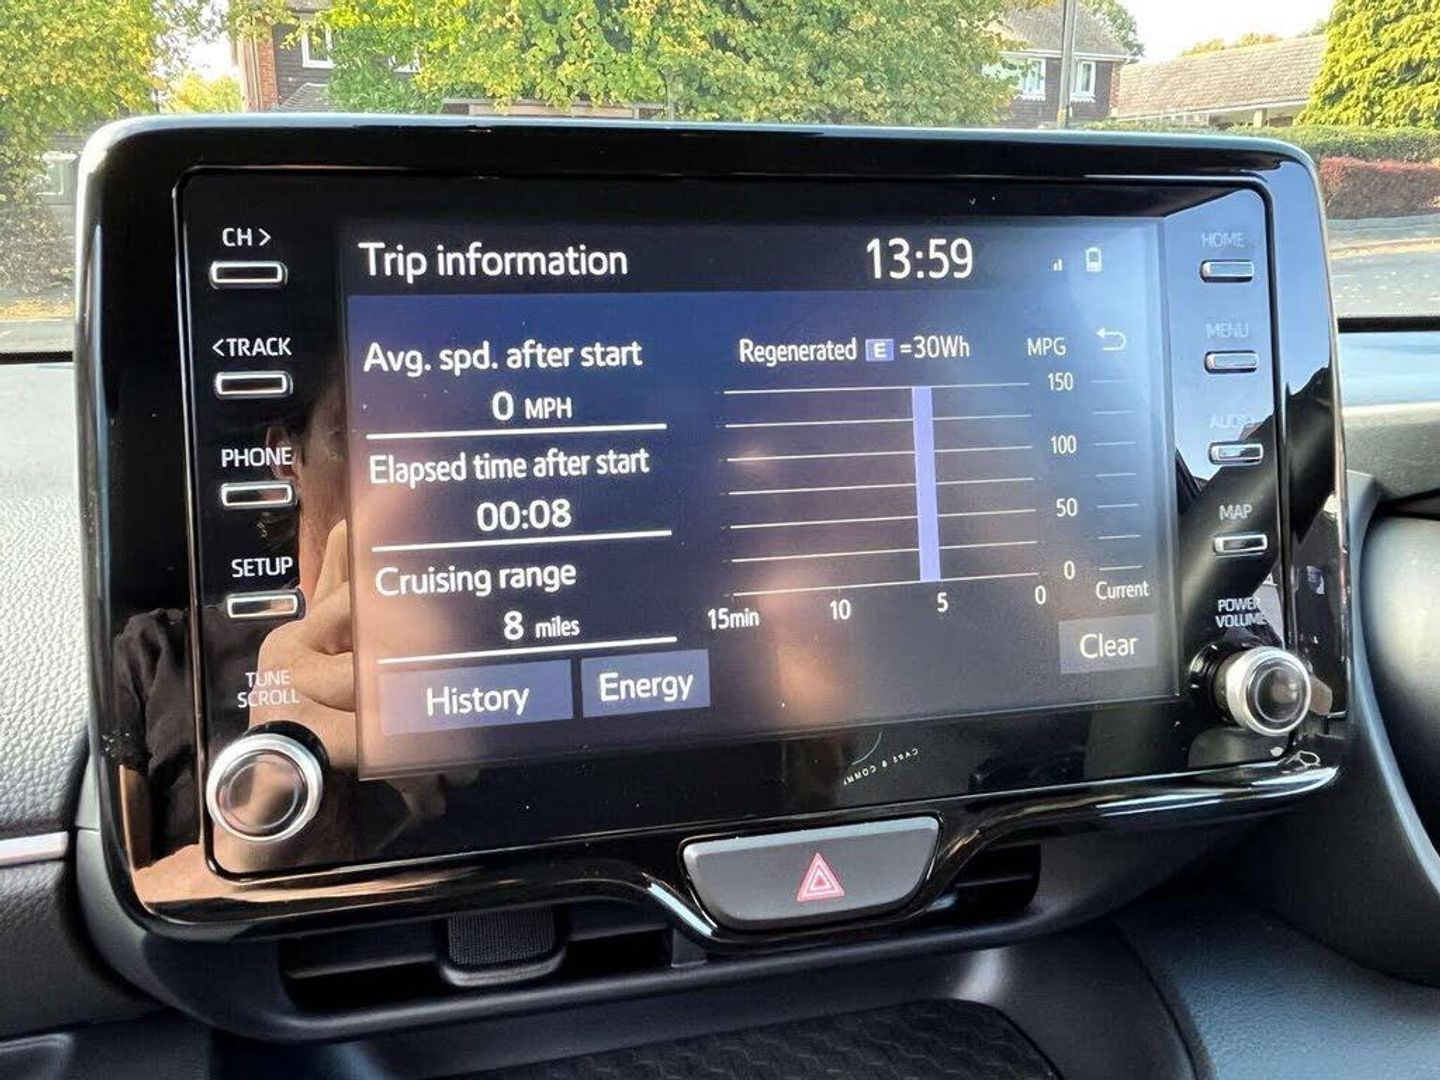 CH >
<TRACK
PHONE
SETUP
TUNE
SCROLL
Trip information
13:59
Avg. spd. after start
0 MPH
Elapsed time after start
00:08
Cruising range
8 miles
History
Energy
Regenerated E =30Wh
MPG
150
100
50
0
15min 10 5 0
Current
Clear
HOME
MENU
AUDIO
MAP
POWER
VOLUME